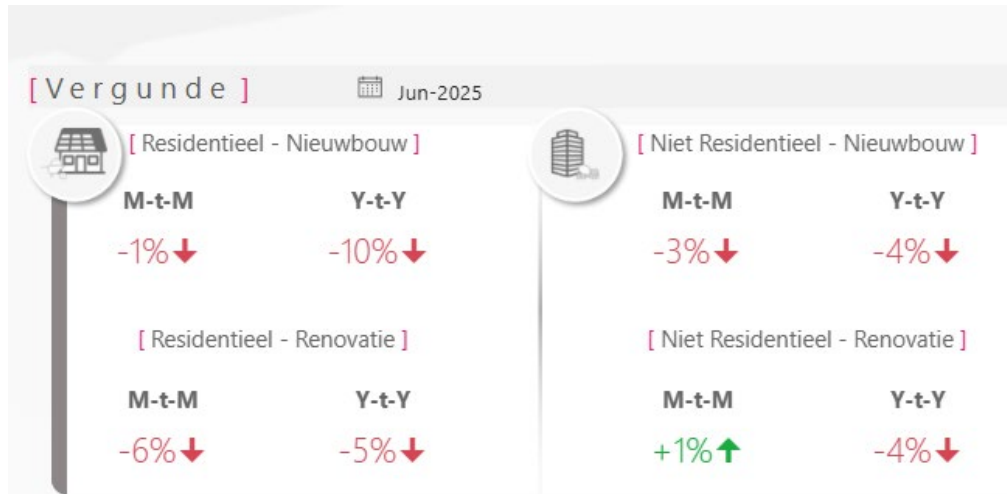 [ V e r g u n d e ] Jun-2025
[ Residentieel - Nieuwbouw ] [ Niet Residentieel - Nieuwbouw ]
M-t-M Y-t-Y M-t-M Y-t-Y
-1% -10% -3% -4%
[ Residentieel - Renovatie ] [ Niet Residentieel - Renovatie ]
M-t-M Y-t-Y M-t-M Y-t-Y
-6% -5% +1% -4%